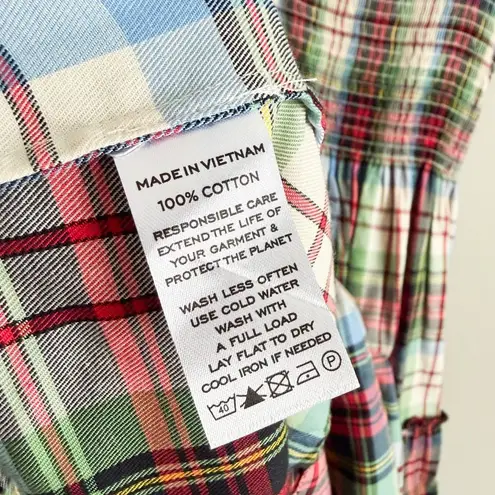 MADE IN VIETNAM
100% COTTON
RESPONSIBLE CARE
EXTEND THE LIFE OF
YOUR GARMENT &
PROTECT THE PLANET
WASH LESS OFTEN
USE COLD WATER
WASH WITH
A FULL LOAD
LAY FLAT TO DRY
COOL IRON IF NEEDED
40 P